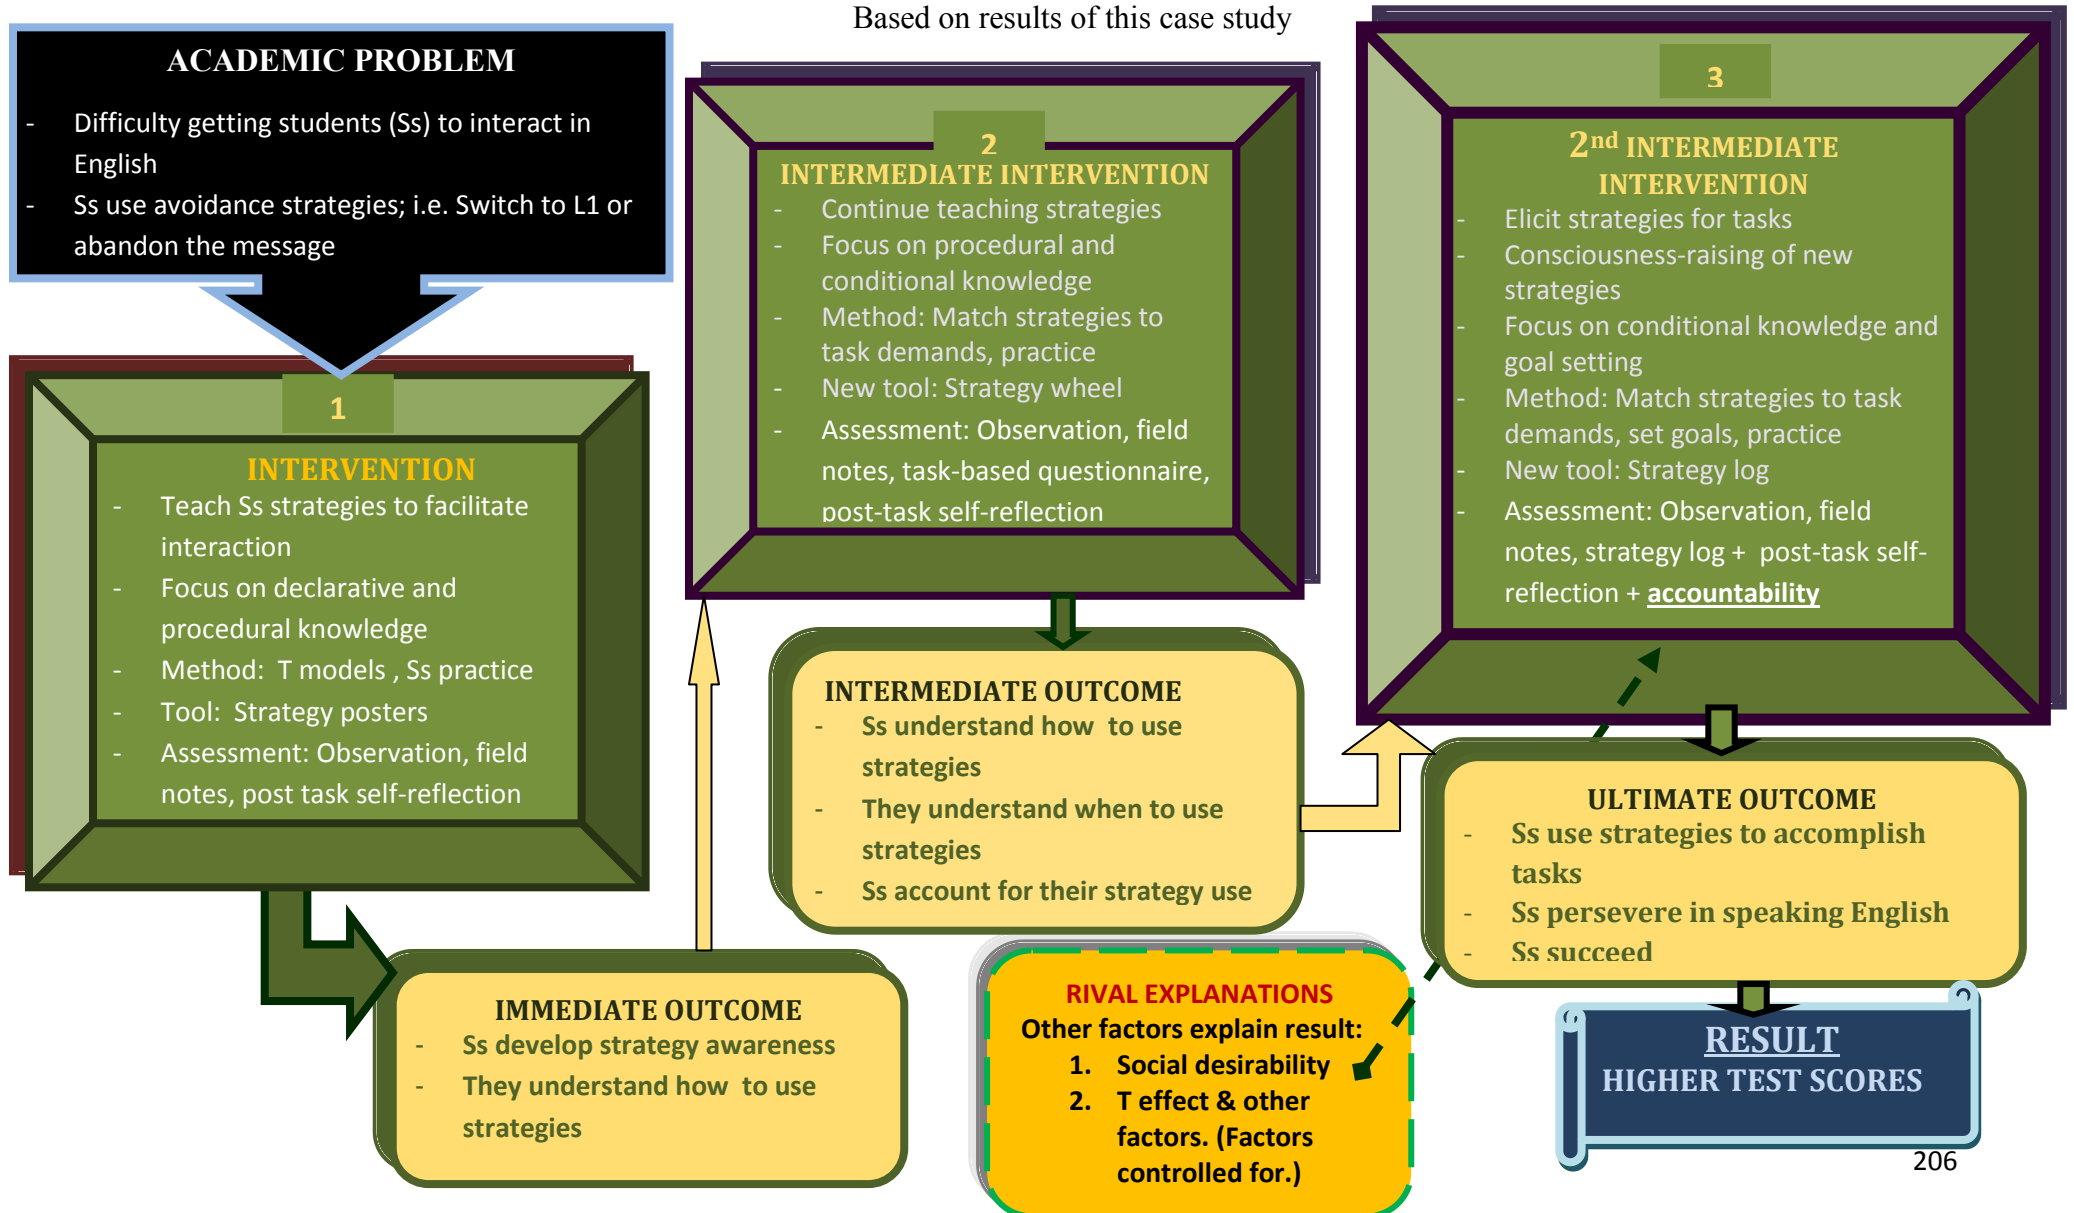 Based on results of this case study
ACADEMIC PROBLEM
- Difficulty getting students (Ss) to interact in
English
- Ss use avoidance strategies; i.e. Switch to L1 or
abandon the message
1
INTERVENTION
- Teach Ss strategies to facilitate
interaction
- Focus on declarative and
procedural knowledge
- Method: T models , Ss practice
- Tool: Strategy posters
- Assessment: Observation, field
notes, post task self-reflection
IMMEDIATE OUTCOME
- Ss develop strategy awareness
- They understand how to use
strategies
2
INTERMEDIATE INTERVENTION
- Continue teaching strategies
- Focus on procedural and
conditional knowledge
- Method: Match strategies to
task demands, practice
- New tool: Strategy wheel
- Assessment: Observation, field
notes, task-based questionnaire,
post-task self-reflection
INTERMEDIATE OUTCOME
- Ss understand how to use
strategies
- They understand when to use
strategies
- Ss account for their strategy use
3
2nd INTERMEDIATE
INTERVENTION
- Elicit strategies for tasks
- Consciousness-raising of new
strategies
- Focus on conditional knowledge and
goal setting
- Method: Match strategies to task
demands, set goals, practice
- New tool: Strategy log
- Assessment: Observation, field
notes, strategy log + post-task self-
reflection + accountability
ULTIMATE OUTCOME
- Ss use strategies to accomplish
tasks
- Ss persevere in speaking English
- Ss succeed
RIVAL EXPLANATIONS
Other factors explain result:
1. Social desirability
2. T effect & other
factors. (Factors
controlled for.)
RESULT
HIGHER TEST SCORES
206